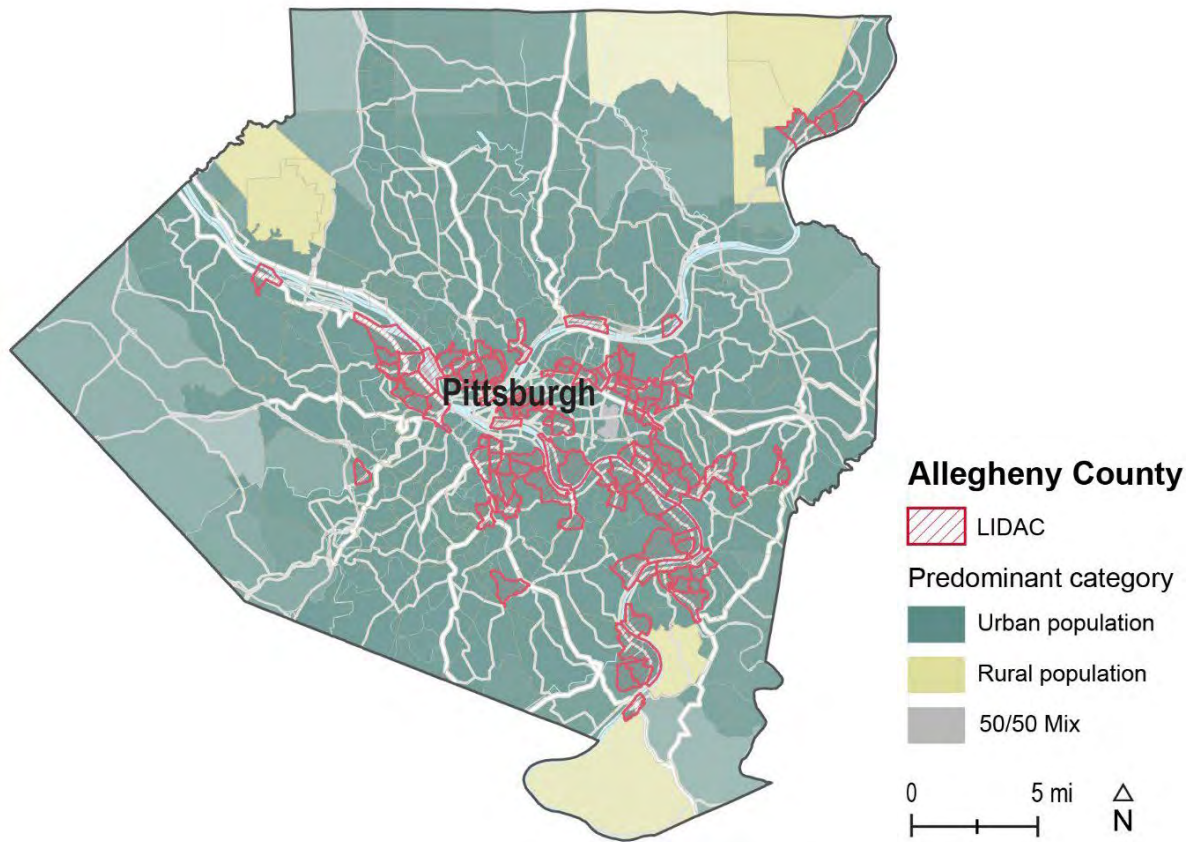 Pittsburgh
Allegheny County
LIDAC
Predominant category
Urban population
Rural population
50/50 Mix
0 5 mi
N